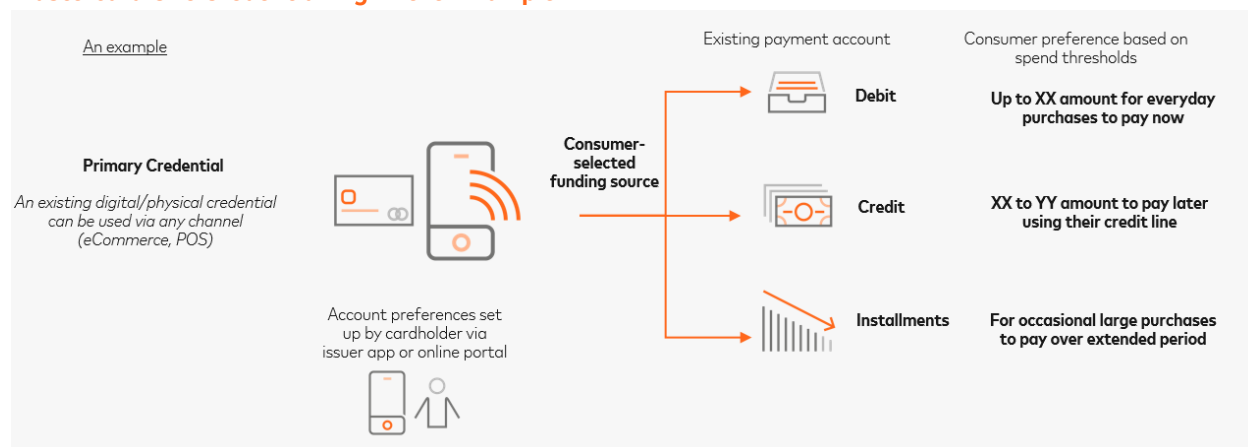 An example
Existing payment account
Consumer preference based on
spend thresholds
Debit
Up to XX amount for everyday
purchases to pay now
Primary Credential
An existing digital/physical credential
can be used via any channel
(eCommerce, POS)
Consumer-
selected
funding source
Credit
XX to YY amount to pay later
using their credit line
Account preferences set
up by cardholder via
issuer app or online portal
Installments
For occasional large purchases
to pay over extended period